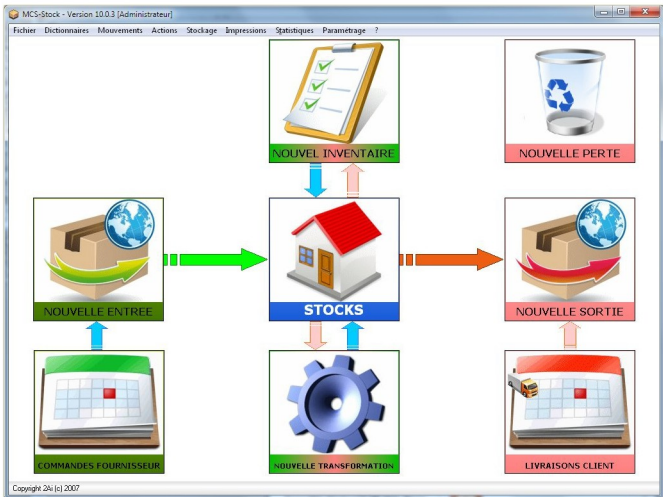 MCS-Stock - Version 10.0.3 [Administrateur]
Fichier Dictionnaires Mouvements Actions Stockage Impressions Statistiques Paramétrage ?
NOUVEL INVENTAIRE
NOUVELLE PERTE
NOUVELLE ENTREE
STOCKS
NOUVELLE SORTIE
COMMANDES FOURNISSEUR
NOUVELLE TRANSFORMATION
LIVRAISONS CLIENT
Copyright 2Ai (c) 2007